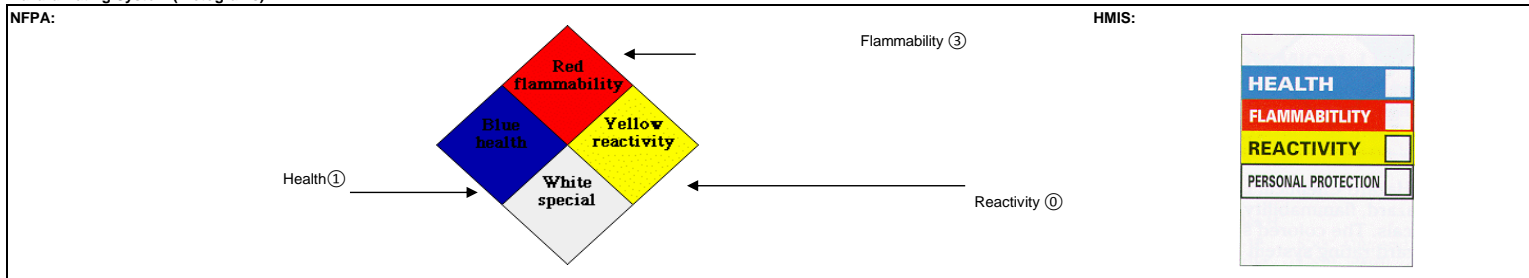 NFPA:
HMIS:
Flammability ③
Red
flammability
Blue
health
Yellow
reactivity
White
special
Health①
Reactivity ⓪
HEALTH
FLAMMABITLITY
REACTIVITY
PERSONAL PROTECTION